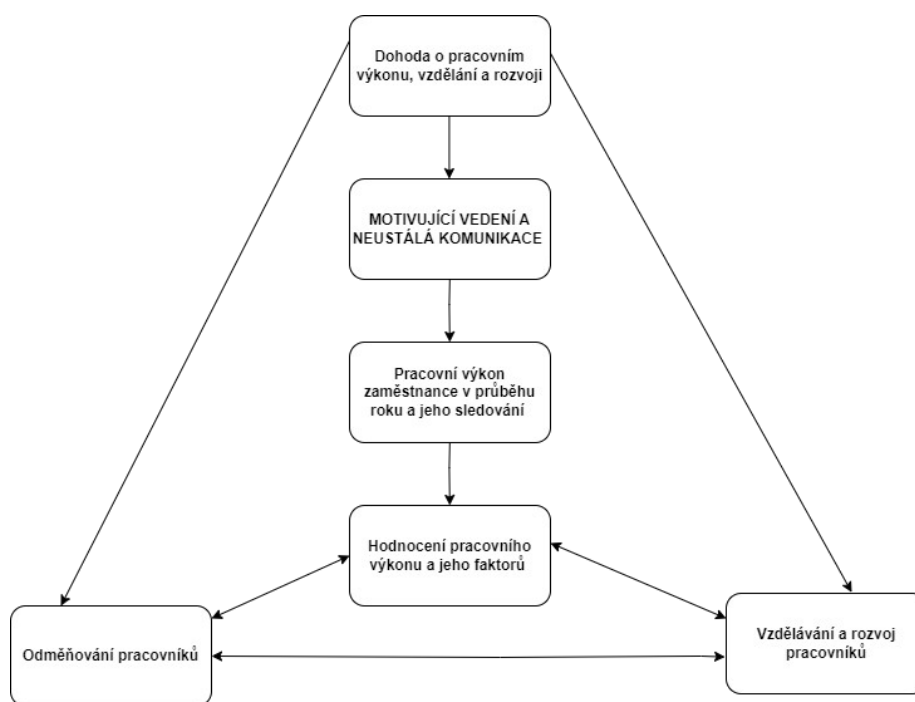 Dohoda o pracovním
výkonu, vzdělání a rozvoji
MOTIVUJÍCÍ VEDENÍ A
NEUSTÁLÁ KOMUNIKACE
Pracovní výkon
zaměstnance v průběhu
roku a jeho sledování
Hodnocení pracovního
výkonu a jeho faktorů
Odměňování pracovníků
Vzdělávání a rozvoj
pracovníků